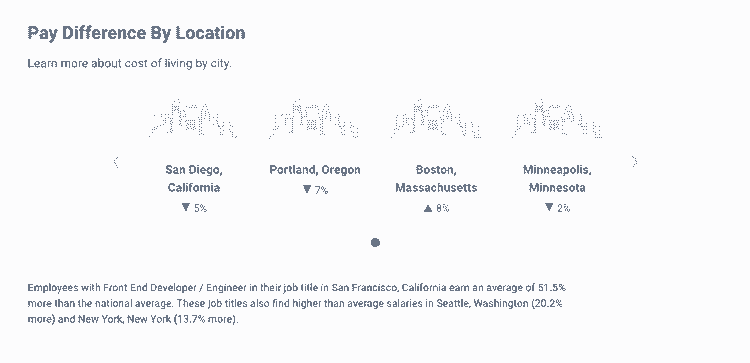 Pay Difference By Location
Learn more about cost of living by city.
San Diego, California
▼ 5%
Portland, Oregon
▼ 7%
Boston, Massachusetts
▲ 8%
Minneapolis, Minnesota
▼ 2%
Employees with Front End Developer / Engineer in their job title in San Francisco, California earn an average of 51.5%
more than the national average. These job titles also find higher than average salaries in Seattle, Washington (20.2%
more) and New York, New York (13.7% more).